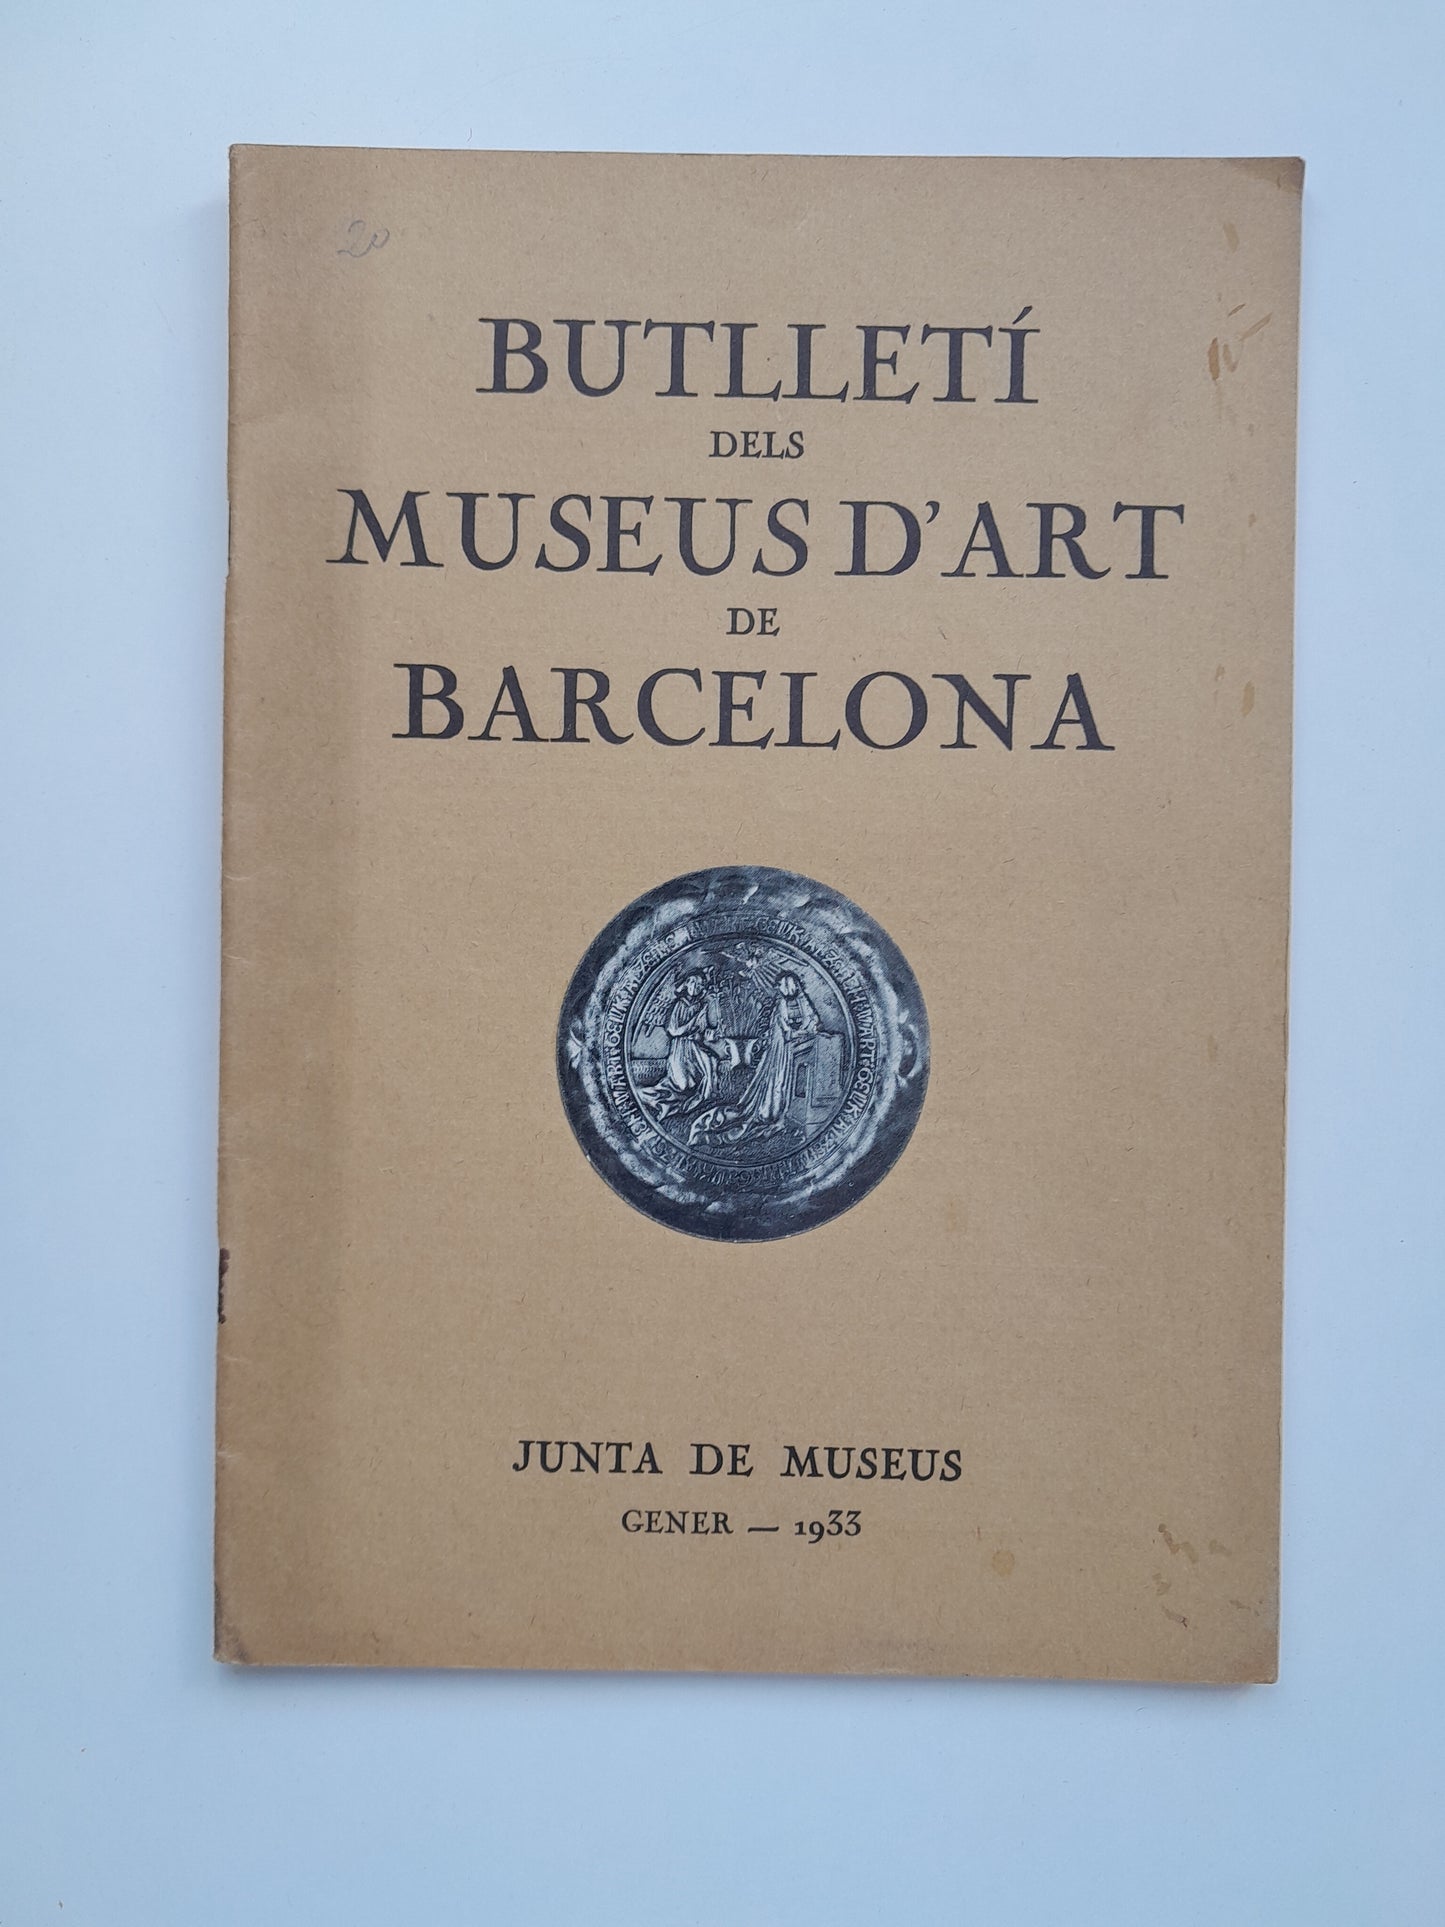 20
BUTLLETÍ
DELS
MUSEUS D'ART
DE
BARCELONA
JUNTA DE MUSEUS
GENER — 1933